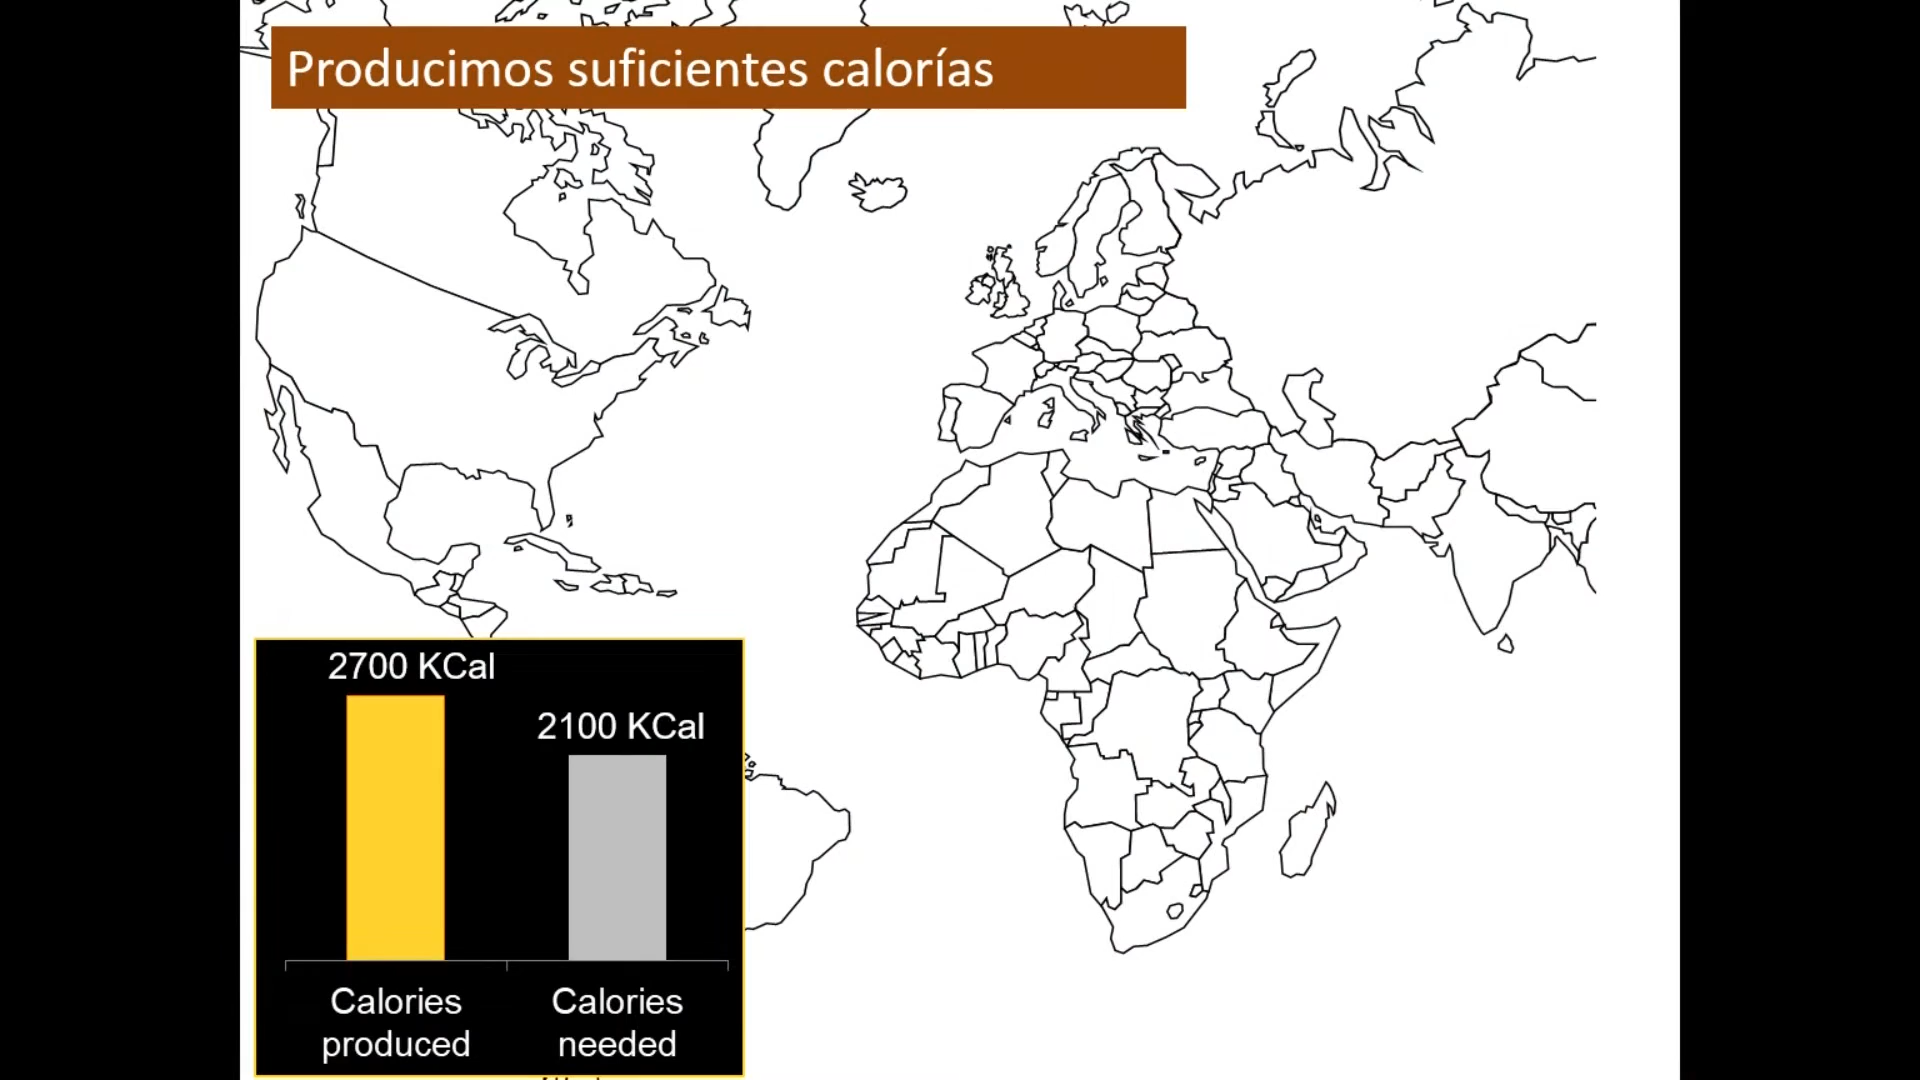 Producimos suficientes calorías
2700 KCal
2100 KCal
Calories
produced
Calories
needed